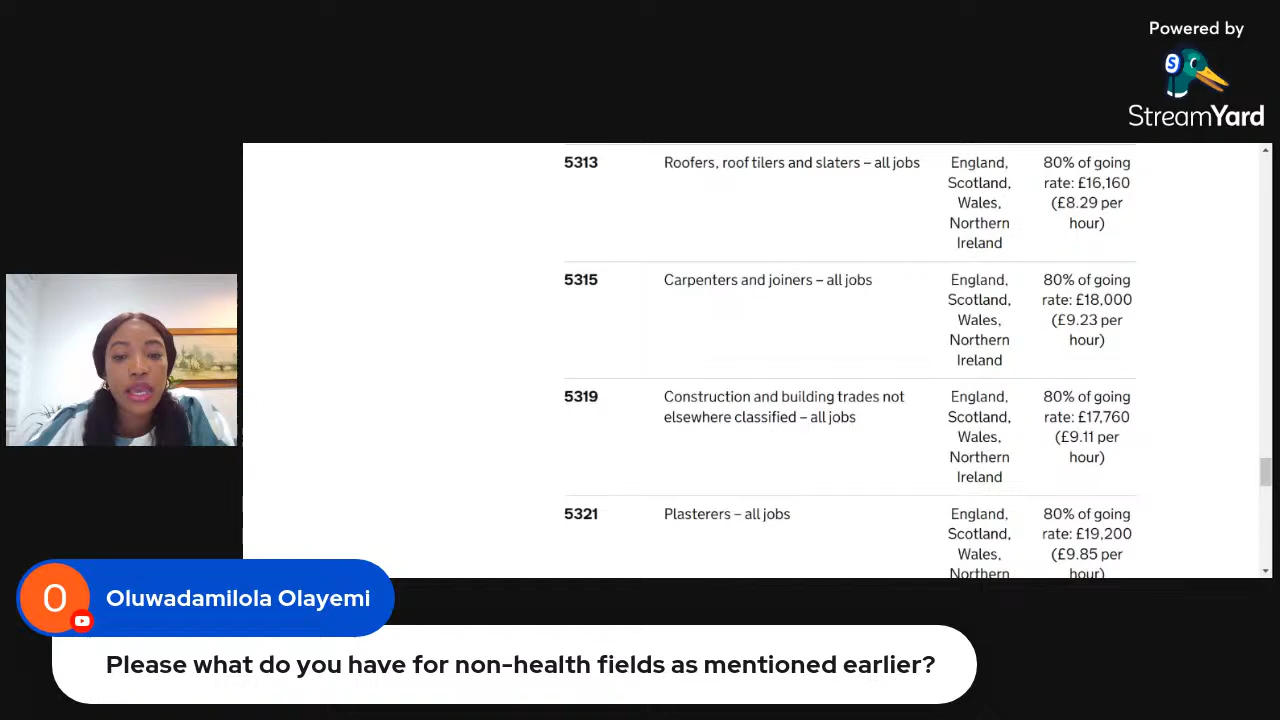 Powered by
S
StreamYard
5313 Roofers, roof tilers and slaters – all jobs England, 80% of going
Scotland, rate: £16,160
Wales, (£8.29 per
Northern hour)
Ireland
5315 Carpenters and joiners – all jobs England, 80% of going
Scotland, rate: £18,000
Wales, (£9.23 per
Northern hour)
Ireland
5319 Construction and building trades not England, 80% of going
elsewhere classified – all jobs Scotland, rate: £17,760
Wales, (£9.11 per
Northern hour)
Ireland
5321 Plasterers – all jobs England, 80% of going
Scotland, rate: £19,200
Wales, (£9.85 per
Northern hour)
O
Oluwadamilola Olayemi
Please what do you have for non-health fields as mentioned earlier?